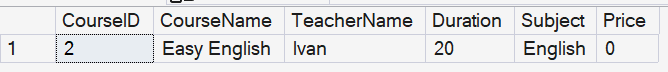 CourseID CourseName TeacherName Duration Subject Price
1 2 Easy English Ivan 20 English 0